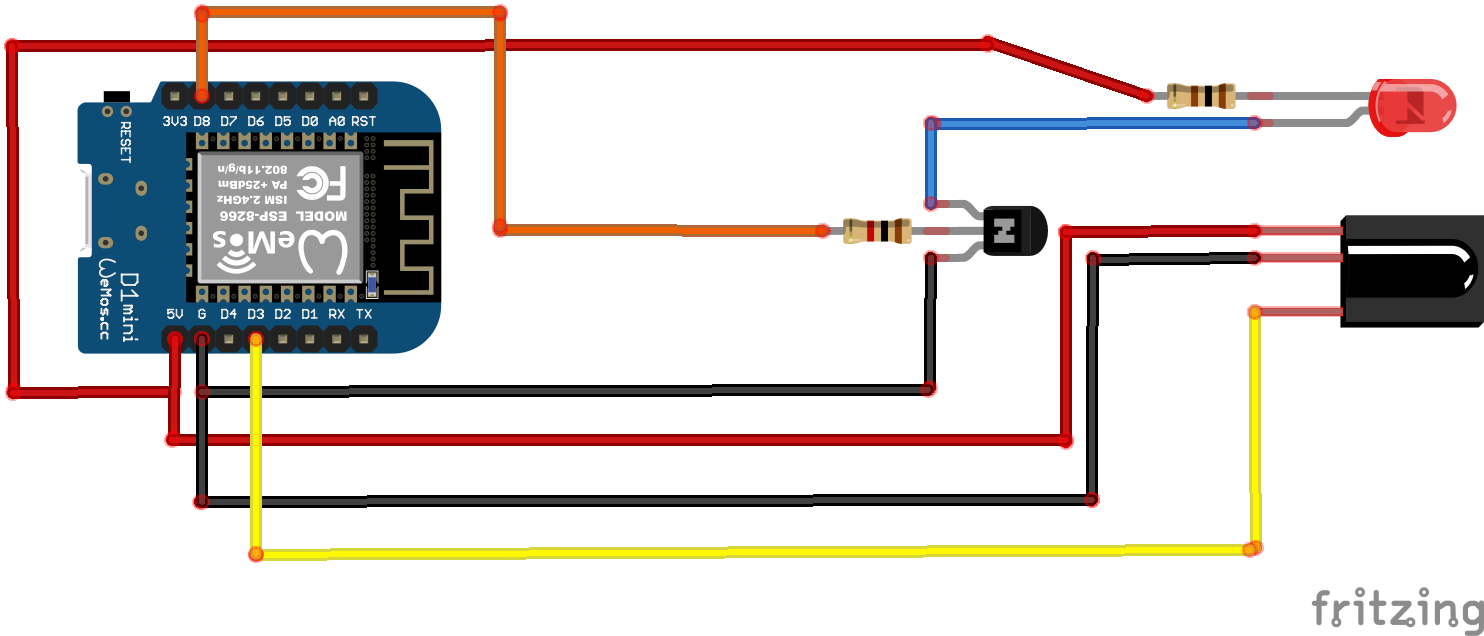 3V3 D8 D7 D6 D5 D0 A0 RST
RESET
802.11b/g/n
PA +25dBm
ISM 2.4GHz
MODEL ESP-8266
FC
WeMos
D1 mini
WeMos.cc
5V G D4 D3 D2 D1 RX TX
N
fritzing